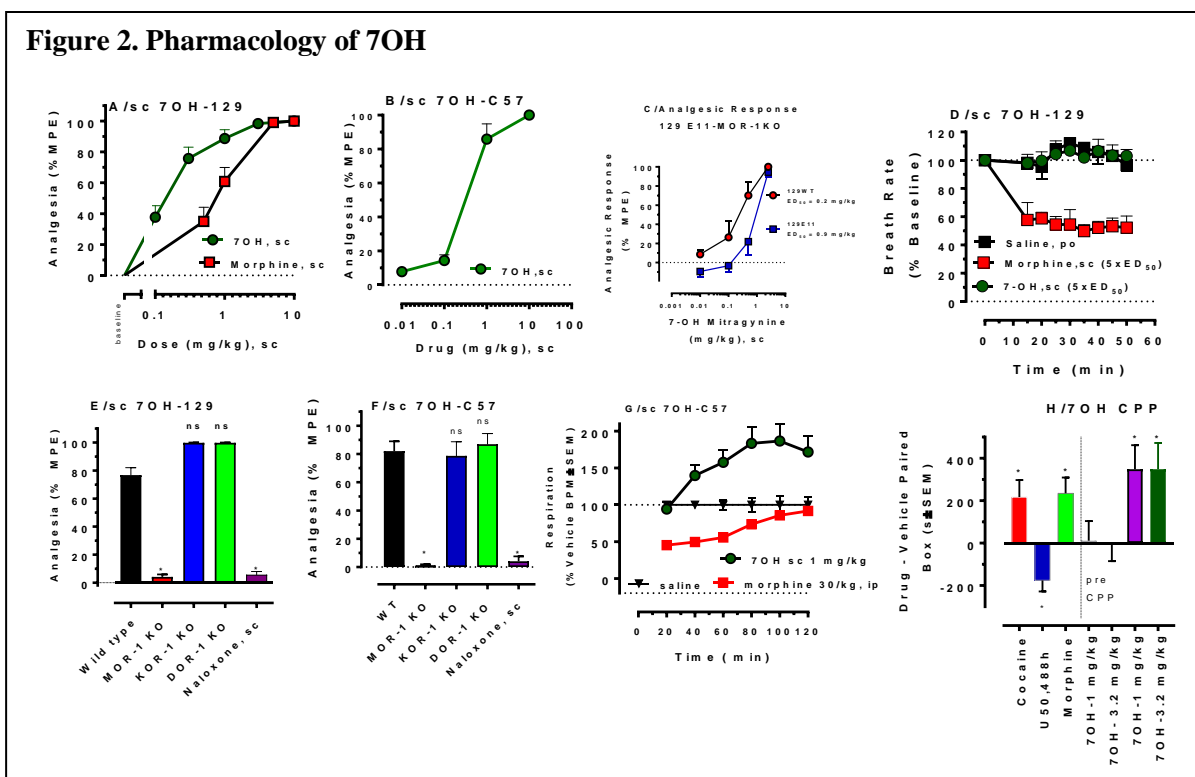 Figure 2. Pharmacology of 7OH
A/sc 7OH-129
Analgesia (% MPE)
100
80
60
40
20
0
7OH, sc
Morphine, sc
baseline
0.1
1
10
Dose (mg/kg), sc
B/sc 7OH-C57
Analgesia (% MPE)
100
80
60
40
20
0
7OH,sc
0.01
0.1
1
10
100
Drug (mg/kg), sc
C/Analgesic Response
129 E11-MOR-1KO
Analgesic Response
(% MPE)
100
80
60
40
20
0
129WT
ED50 = 0.2 mg/kg
129E11
ED50 = 0.9 mg/kg
0.001
0.01
0.1
1
10
7-OH Mitragynine
(mg/kg), sc
D/sc 7OH-129
Breath Rate
(% Baseline)
120
100
80
60
40
20
0
Saline, po
Morphine,sc (5xED50)
7-OH,sc (5xED50)
0 10 20 30 40 50 60
Time (min)
E/sc 7OH-129
Analgesia (% MPE)
100
80
60
40
20
0
*
ns
ns
*
Wild type
MOR-1 KO
KOR-1 KO
DOR-1 KO
Naloxone, sc
F/sc 7OH-C57
Analgesia (% MPE)
100
80
60
40
20
0
*
ns
ns
*
WT
MOR-1 KO
KOR-1 KO
DOR-1 KO
Naloxone, sc
G/sc 7OH-C57
Respiration
(% Vehicle BPM±SEM)
200
150
100
50
0
7OH sc 1 mg/kg
saline
morphine 30/kg, ip
0 20 40 60 80 100 120
Time (min)
H/7OH CPP
Drug - Vehicle Paired
Box (s±SEM)
400
200
0
-200
*
*
*
*
*
pre
CPP
Cocaine
U50,488h
Morphine
7OH-1 mg/kg
7OH-3.2 mg/kg
7OH-1 mg/kg
7OH-3.2 mg/kg